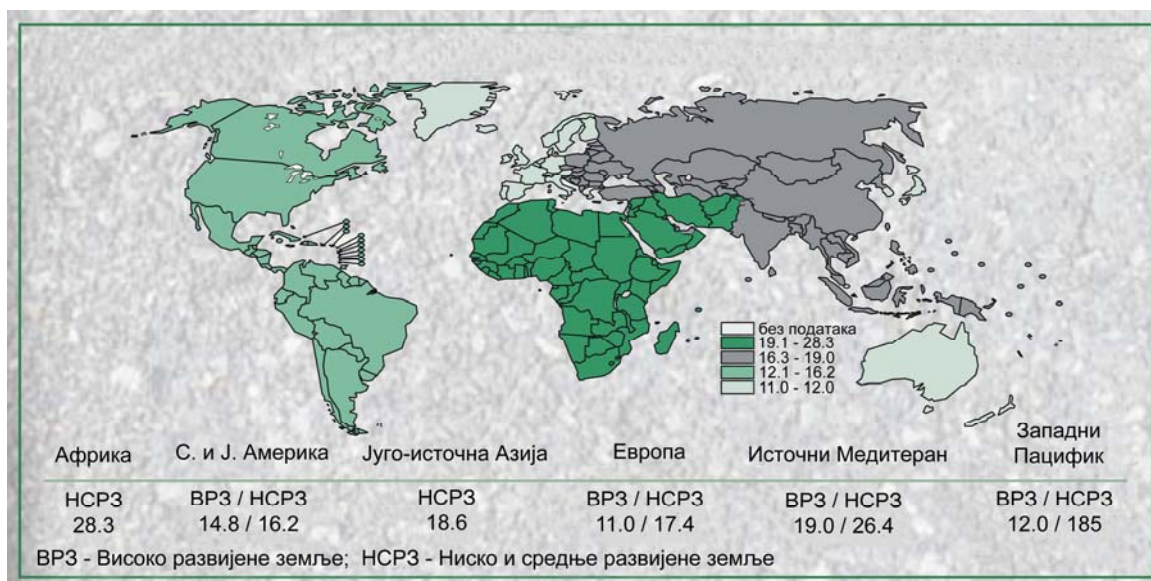 без података
19.1 - 28.3
16.3 - 19.0
12.1 - 16.2
11.0 - 12.0
Африка
С. и Ј. Америка
Југо-источна Азија
Европа
Источни Медитеран
Западни
Пацифик
НСРЗ
ВРЗ / НСРЗ
НСРЗ
ВРЗ / НСРЗ
ВРЗ / НСРЗ
ВРЗ / НСРЗ
28.3
14.8 / 16.2
18.6
11.0 / 17.4
19.0 / 26.4
12.0 / 185
ВРЗ - Високо развијене земље; НСРЗ - Ниско и средње развијене земље